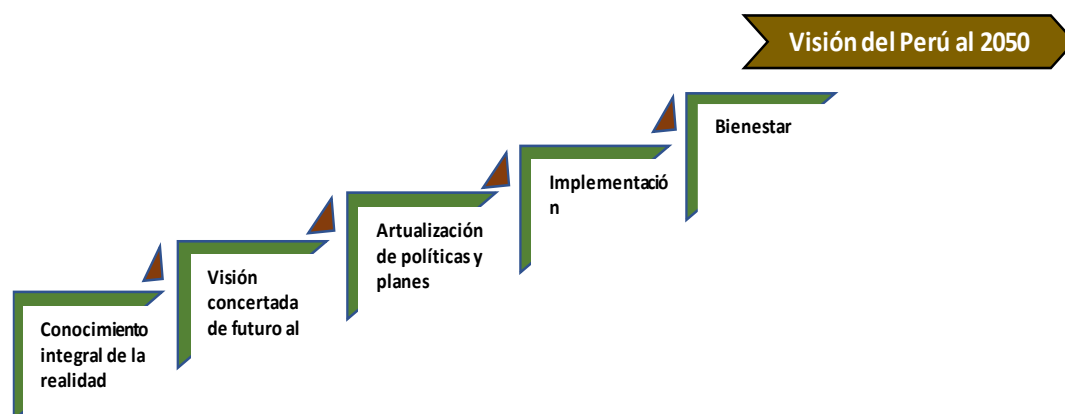 Visión del Perú al 2050
Bienestar
Implementació
n
Artualización
de políticas y
planes
Visión
concertada
de futuro al
Conocimiento
integral de la
realidad